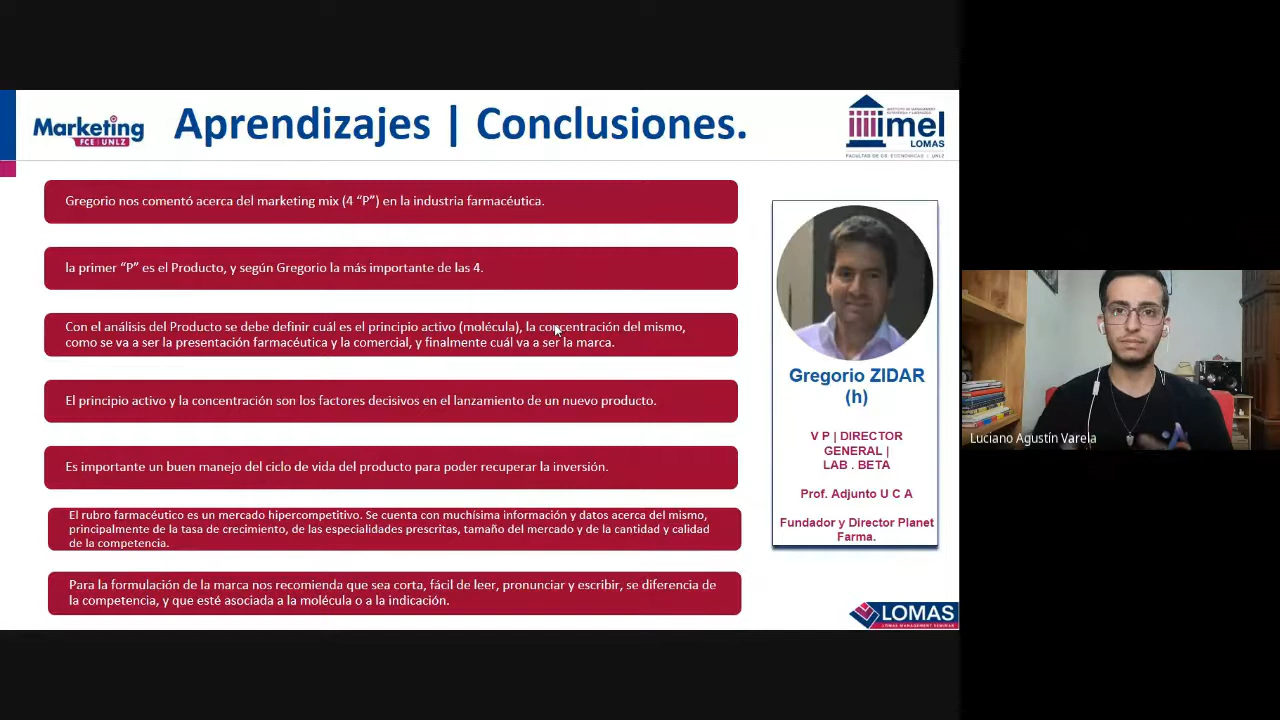 Marketing
FCE | UNLZ
Aprendizajes | Conclusiones.
INSTITUTO DE MANAGEMENT
ESTRATEGIA Y LIDERAZGO
imel
LOMAS
FACULTAD DE CS. ECONÓMICAS | UNLZ
Gregorio nos comentó acerca del marketing mix (4 “P”) en la industria farmacéutica.
la primer “P” es el Producto, y según Gregorio la más importante de las 4.
Con el análisis del Producto se debe definir cuál es el principio activo (molécula), la concentración del mismo,
como se va a ser la presentación farmacéutica y la comercial, y finalmente cuál va a ser la marca.
El principio activo y la concentración son los factores decisivos en el lanzamiento de un nuevo producto.
Es importante un buen manejo del ciclo de vida del producto para poder recuperar la inversión.
El rubro farmacéutico es un mercado hipercompetitivo. Se cuenta con muchísima información y datos acerca del mismo,
principalmente de la tasa de crecimiento, de las especialidades prescritas, tamaño del mercado y de la cantidad y calidad
de la competencia.
Para la formulación de la marca nos recomienda que sea corta, fácil de leer, pronunciar y escribir, se diferencia de
la competencia, y que esté asociada a la molécula o a la indicación.
Gregorio ZIDAR
(h)
V P | DIRECTOR
GENERAL |
LAB . BETA
Prof. Adjunto U C A
Fundador y Director Planet
Farma.
LOMAS
LOMAS MANAGEMENT SEMINAR
Luciano Agustín Varela